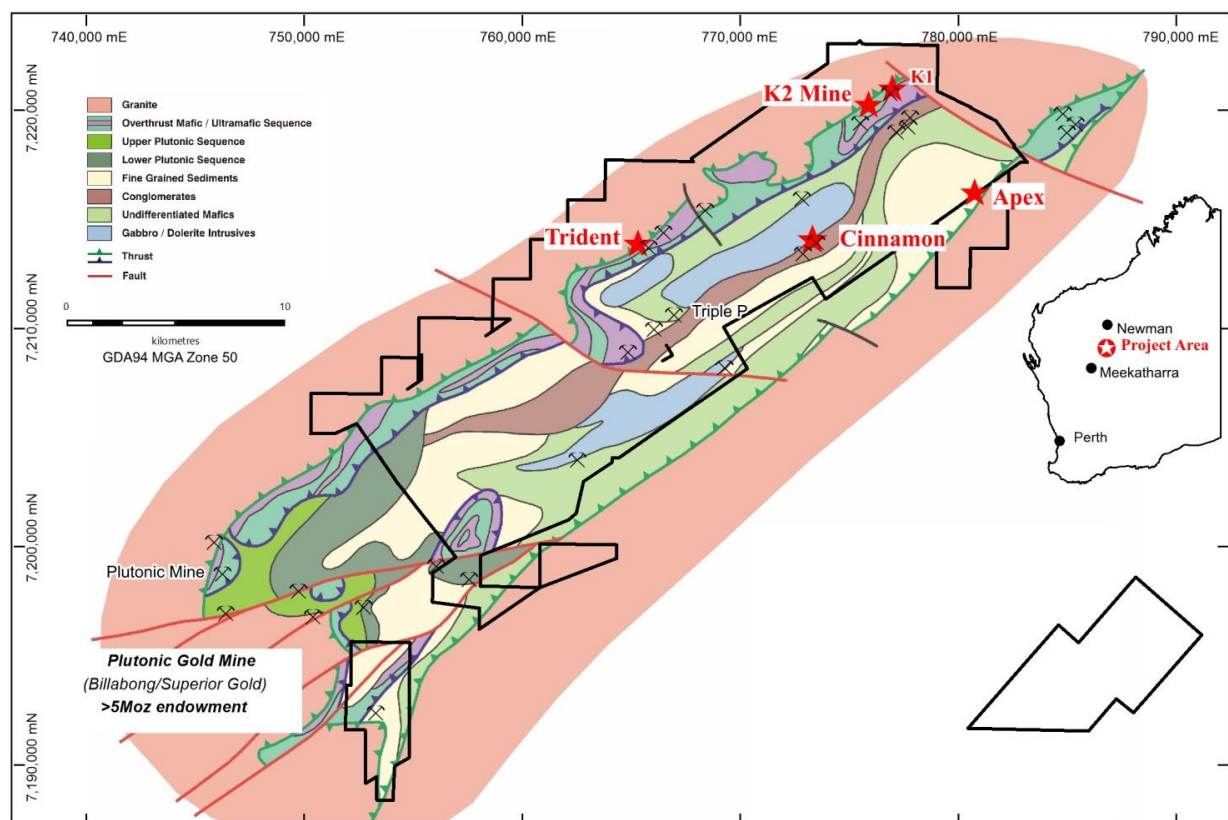 740,000 mE
750,000 mE
760,000 mE
770,000 mE
780,000 mE
790,000 mE
7,220,000 mN
7,210,000 mN
7,200,000 mN
7,190,000 mN
Granite
Overthrust Mafic / Ultramafic Sequence
Upper Plutonic Sequence
Lower Plutonic Sequence
Fine Grained Sediments
Conglomerates
Undifferentiated Mafics
Gabbro / Dolerite Intrusives
Thrust
Fault
0
10
kilometres
GDA94 MGA Zone 50
K1
K2 Mine
Apex
Trident
Cinnamon
Triple P
Plutonic Mine
Newman
Project Area
Meekatharra
Perth
Plutonic Gold Mine
(Billabong/Superior Gold)
>5Moz endowment